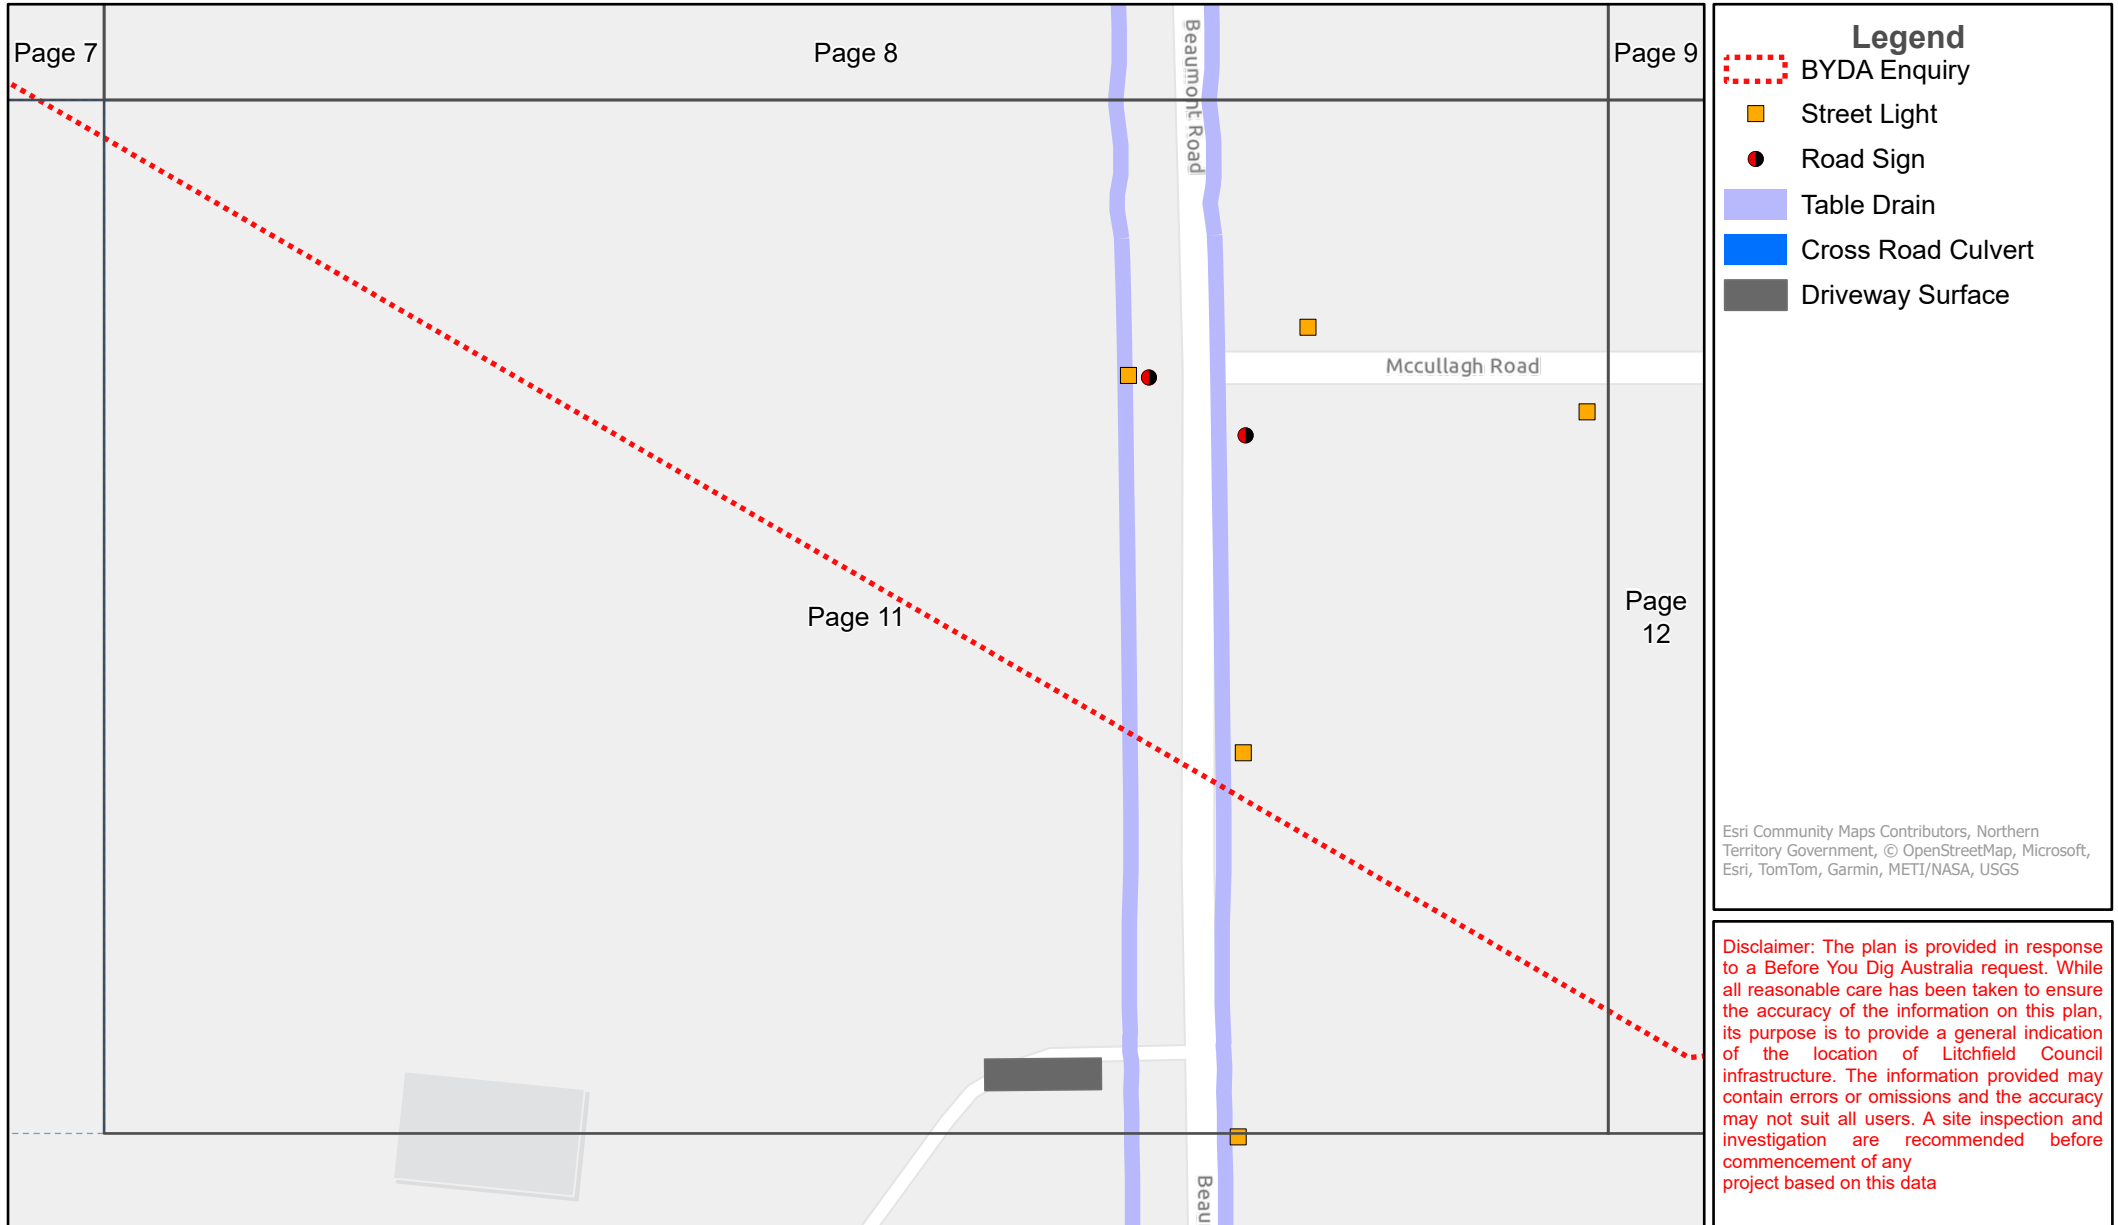 Page 7
Page 8
Page 9
Beaumont Road
Mccullagh Road
Page 11
Page
12
Beau
Legend
BYDA Enquiry
Street Light
Road Sign
Table Drain
Cross Road Culvert
Driveway Surface
Esri Community Maps Contributors, Northern
Territory Government, © OpenStreetMap, Microsoft,
Esri, TomTom, Garmin, METI/NASA, USGS
Disclaimer: The plan is provided in response
to a Before You Dig Australia request. While
all reasonable care has been taken to ensure
the accuracy of the information on this plan,
its purpose is to provide a general indication
of the location of Litchfield Council
infrastructure. The information provided may
contain errors or omissions and the accuracy
may not suit all users. A site inspection and
investigation are recommended before
commencement of any
project based on this data